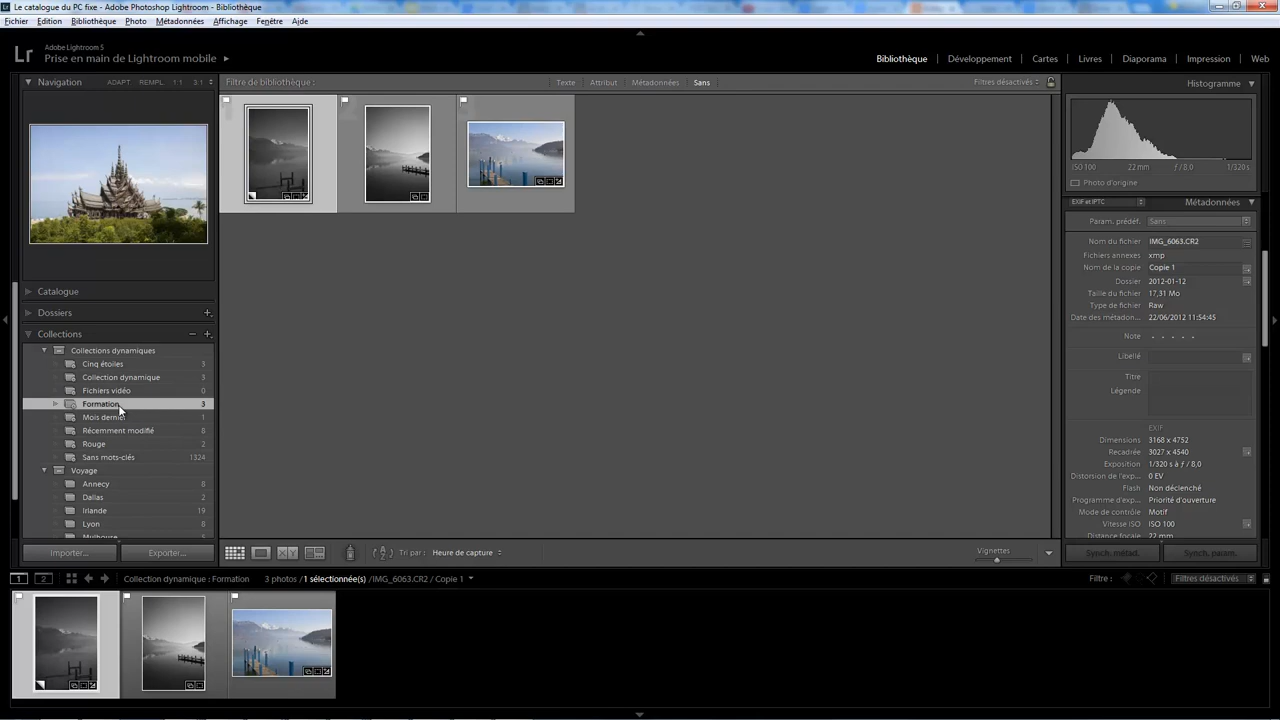 Le catalogue du PC fixe - Adobe Photoshop Lightroom - Bibliothèque
Fichier Edition Bibliothèque Photo Métadonnées Affichage Fenêtre Aide
Lr
Adobe Lightroom 5
Prise en main de Lightroom mobile
Bibliothèque Développement Cartes Livres Diaporama Impression Web
Navigation ADAPT REMPL. 1:1 3:1
Filtre de bibliothèque : Texte Attribut Métadonnées Sans Filtres désactivés
Histogramme
ISO 100 22 mm ƒ / 8,0 1/320 s
Photo d'origine
EXIF et IPTC Métadonnées
Param. prédéf. Sans
Nom du fichier IMG_6063.CR2
Fichiers annexes xmp
Nom de la copie Copie 1
Dossier 2012-01-12
Taille du fichier 17,31 Mo
Type de fichier Raw
Date des métadon... 22/06/2012 11:54:45
Note
Libellé
Titre
Légende
EXIF
Dimensions 3168 x 4752
Recadrée 3027 x 4540
Exposition 1/320 s à ƒ / 8,0
Distorsion de l'exp... 0 EV
Flash Non déclenché
Programme d'exp... Priorité d'ouverture
Mode de contrôle Motif
Vitesse ISO ISO 100
Distance focale 22 mm
Catalogue
Dossiers
Collections
Collections dynamiques
Cinq étoiles 3
Collection dynamique 3
Fichiers vidéo 0
Formation 3
Mois dernier 1
Récemment modifié 8
Rouge 2
Sans mots-clés 1324
Voyage
Annecy 8
Dallas 2
Irlande 19
Lyon 8
Mulhouse
Importer... Exporter...
Tri par : Heure de capture
Vignettes
Synch. métad. Synch. param.
1 2 Collection dynamique : Formation 3 photos / 1 sélectionnée(s) /IMG_6063.CR2 / Copie 1
Filtre : Filtres désactivés